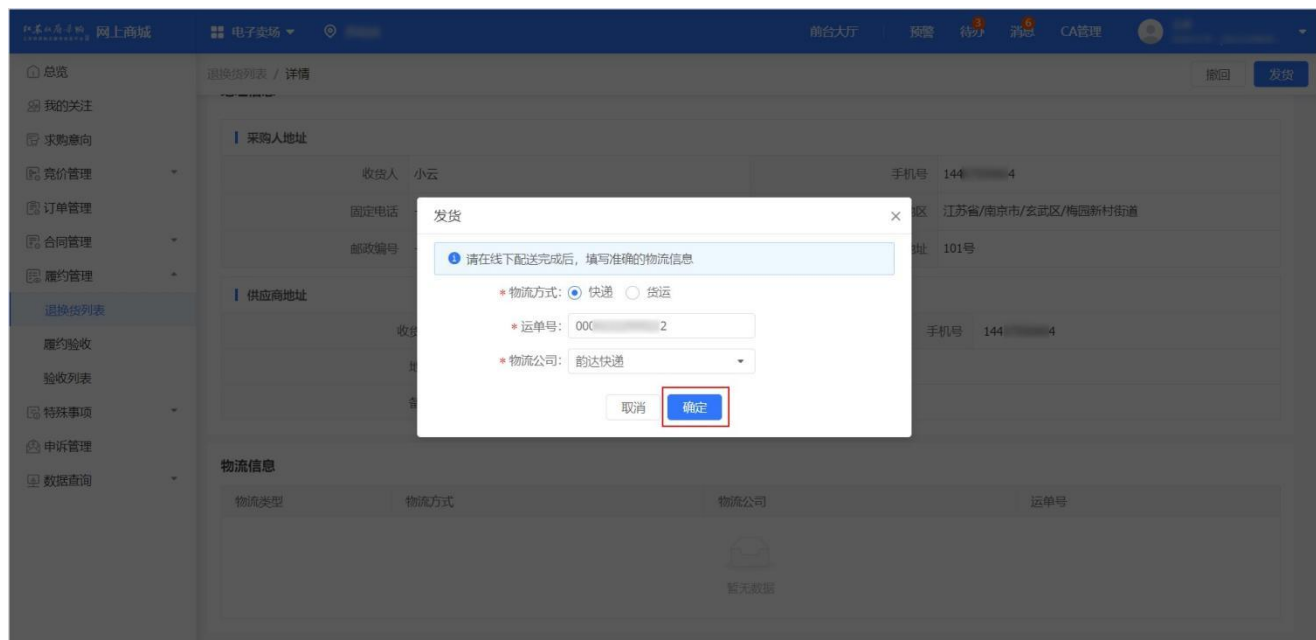 网上商城 电子卖场 前台大厅 预警 待办 3 消息 6 CA管理
总览
我的关注
求购意向
竞价管理
订单管理
合同管理
履约管理
退换货列表
履约验收
验收列表
特殊事项
申诉管理
数据查询
退换货列表 / 详情 撤回 发货
采购人地址
收货人 小云 手机号 144 4
固定电话 - 区 江苏省/南京市/玄武区/梅园新村街道
邮政编号 - 址 101号
供应商地址
收货 手机号 144 4
发货
请在线下配送完成后，填写准确的物流信息
*物流方式: 快递 货运
*运单号: 000 2
*物流公司: 韵达快递
取消 确定
物流信息
物流类型 物流方式 物流公司 运单号
暂无数据